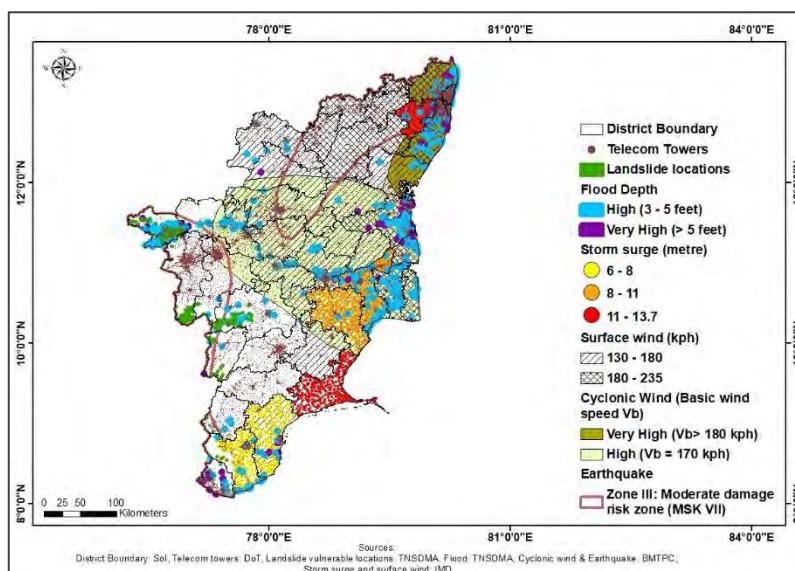 78°0'0"E 81°0'0"E 84°0'0"E
N
W E
S
District Boundary
Telecom Towers
Landslide locations
Flood Depth
High (3 - 5 feet)
Very High (> 5 feet)
Storm surge (metre)
6 - 8
8 - 11
11 - 13.7
Surface wind (kph)
130 - 180
180 - 235
Cyclonic Wind (Basic wind
speed Vb)
Very High (Vb> 180 kph)
High (Vb = 170 kph)
Earthquake
Zone III: Moderate damage
risk zone (MSK VII)
12°0'0"N
10°0'0"N
8°0'0"N
0 25 50 100
Kilometers
78°0'0"E 81°0'0"E 84°0'0"E
Sources:
District Boundary: SoI, Telecom towers: DoT, Landslide vulnerable locations: TNSDMA, Flood: TNSDMA, Cyclonic wind & Earthquake: BMTPC,
Storm surge and surface wind: IMD